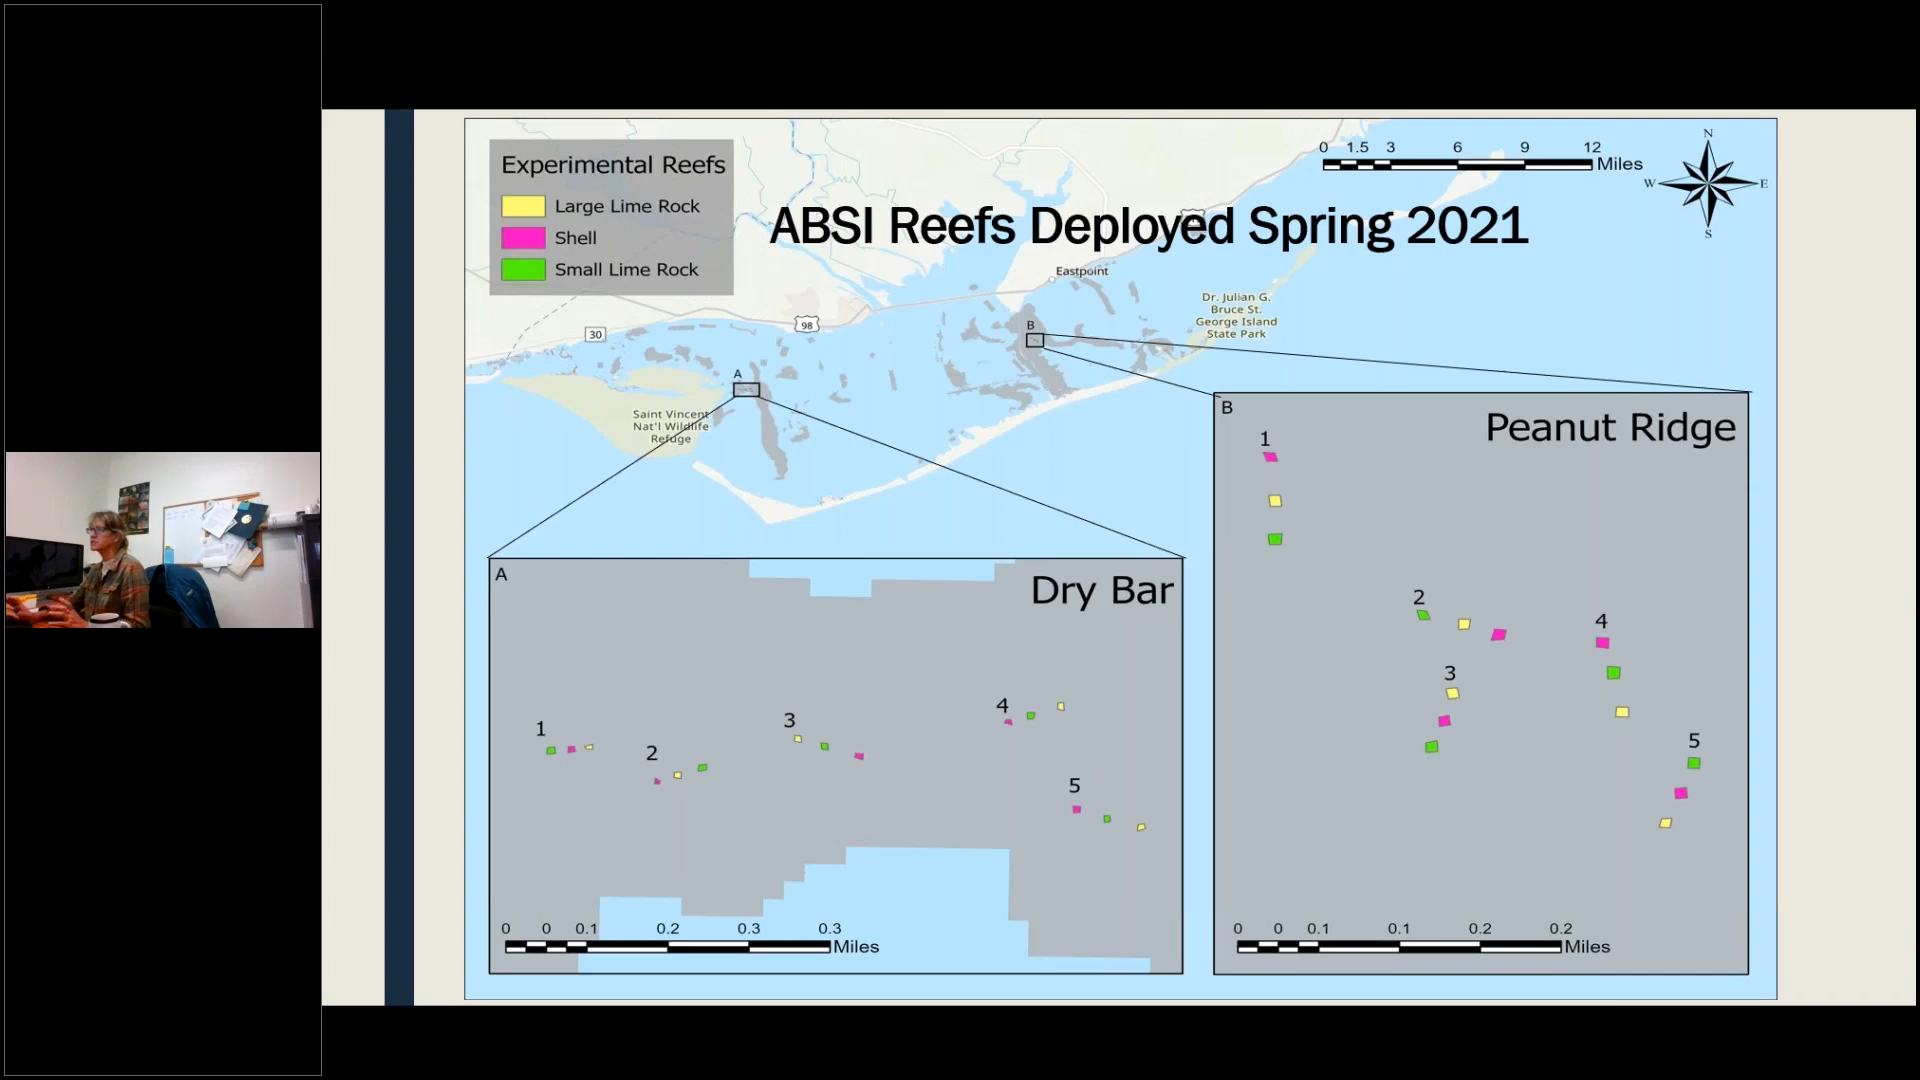 Experimental Reefs
Large Lime Rock
Shell
Small Lime Rock
ABSI Reefs Deployed Spring 2021
0 1.5 3 6 9 12
Miles
N
W E
S
Eastpoint
Dr. Julian G.
Bruce St.
George Island
State Park
30
98
B
A
Saint Vincent
Nat'l Wildlife
Refuge
A
Dry Bar
1
2
3
4
5
0 0 0.1 0.2 0.3 0.3
Miles
B
Peanut Ridge
1
2
3
4
5
0 0 0.1 0.1 0.2 0.2
Miles